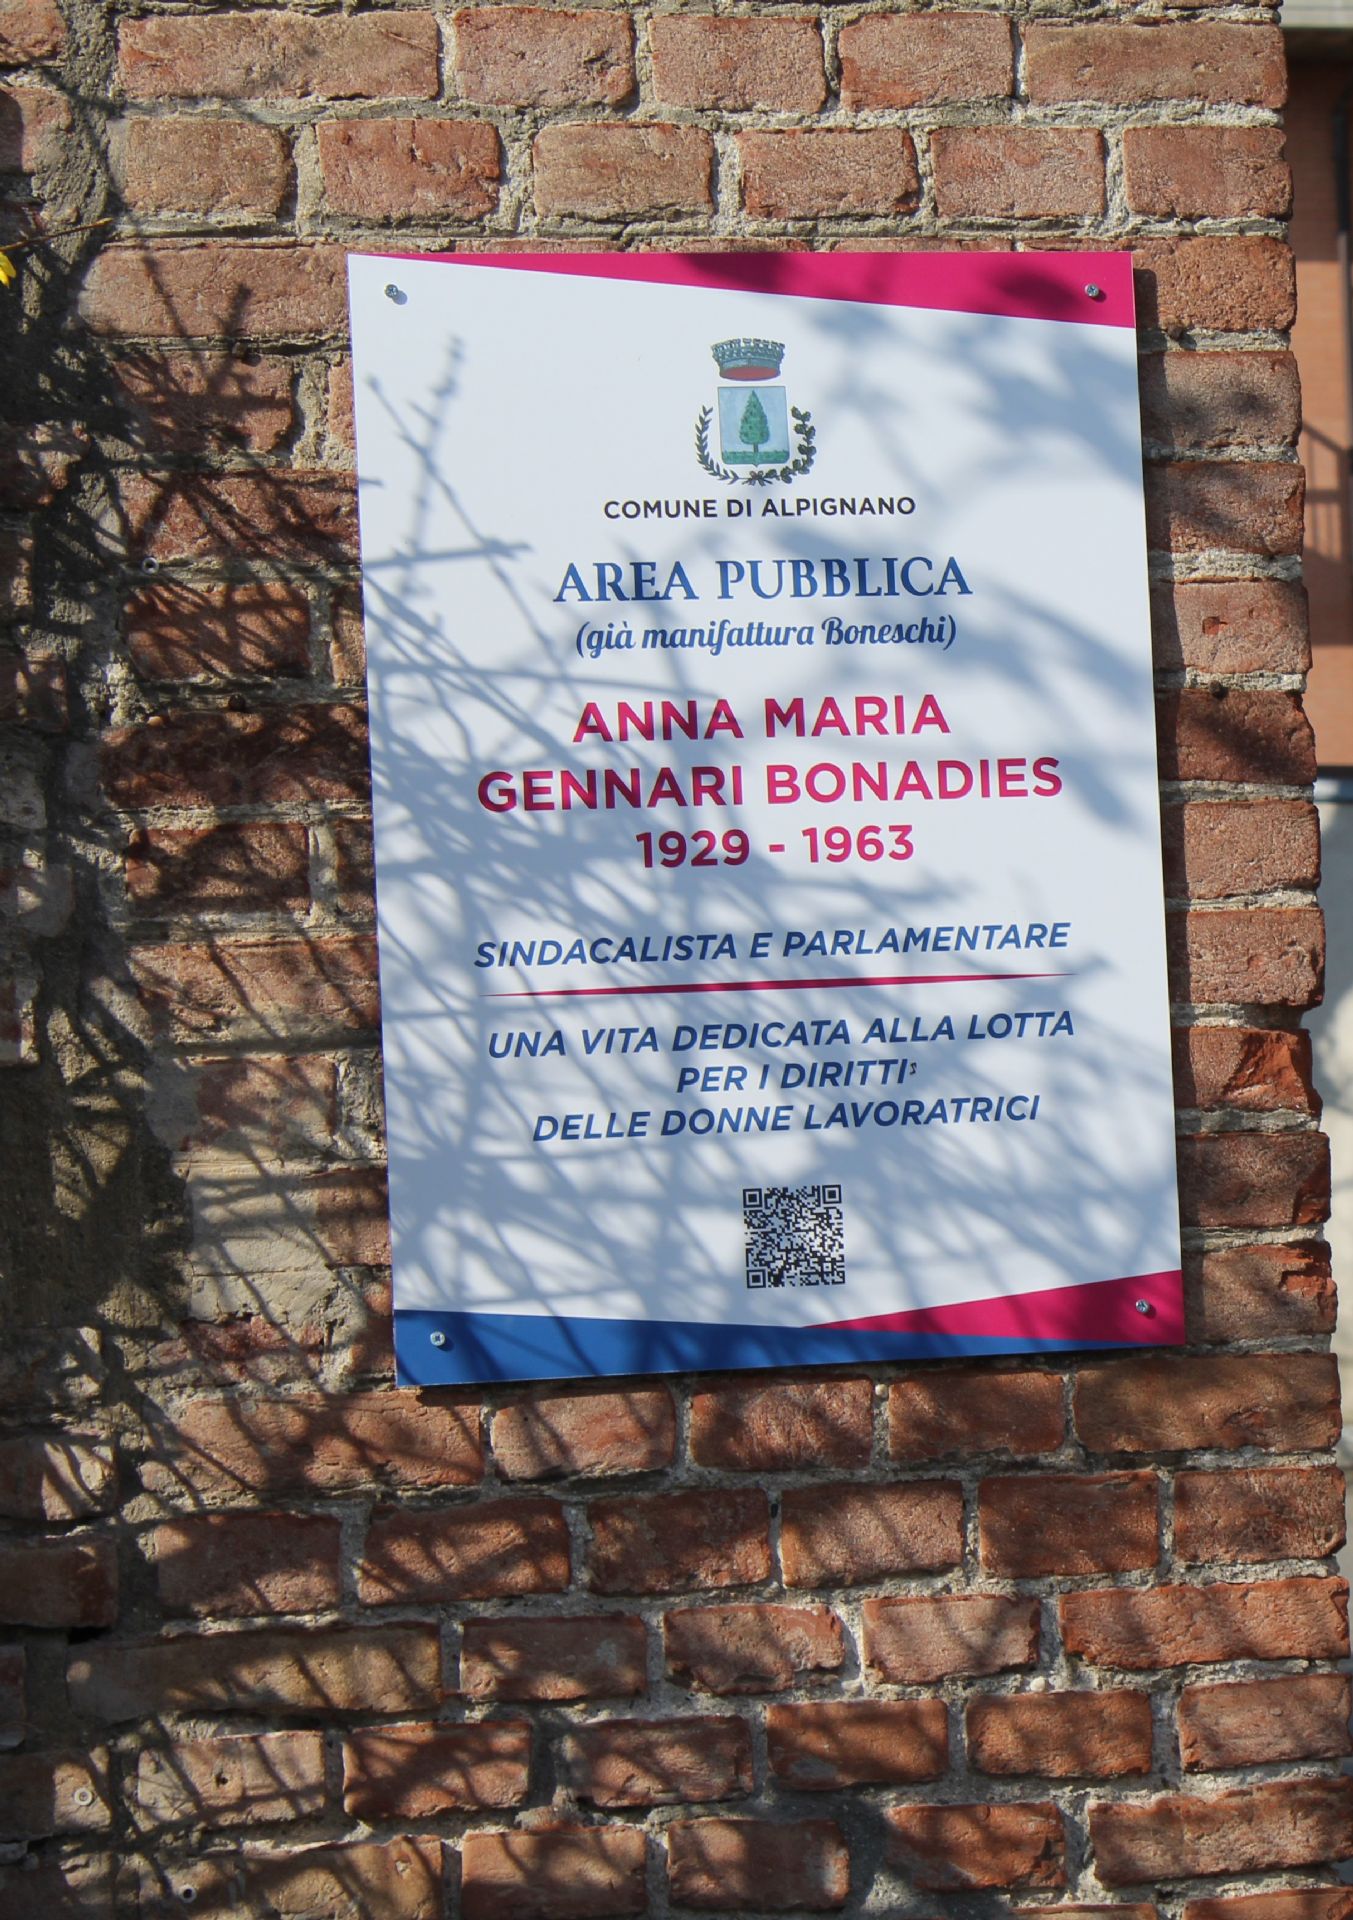 COMUNE DI ALPIGNANO
AREA PUBBLICA
(già manifattura Boneschi)
ANNA MARIA
GENNARI BONADIES
1929 - 1963
SINDACALISTA E PARLAMENTARE
UNA VITA DEDICATA ALLA LOTTA
PER I DIRITTI
DELLE DONNE LAVORATRICI